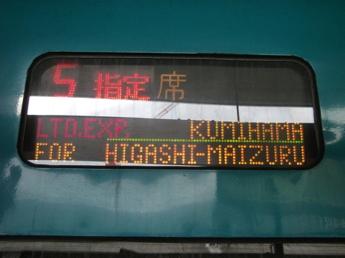 5 指定席
LTD.EXP. KUMIHAMA
FOR HIGASHI-MAIZURU